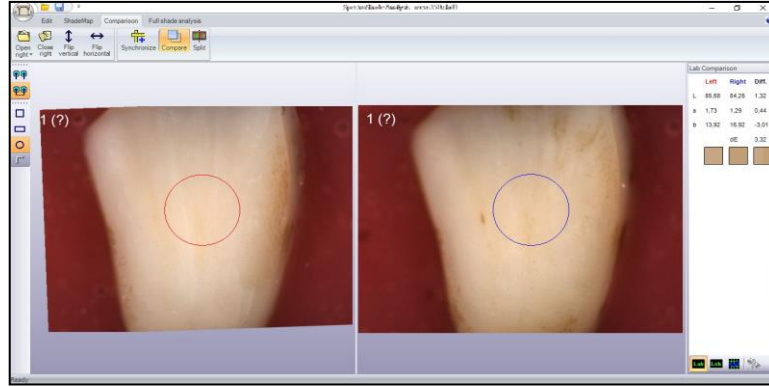 Edit ShadeMap Comparison Full shade analysis
Open right Close right Flip vertical Flip horizontal Synchronize Compare Split
Lab Comparison
Left Right Diff.
1 (?) 1 (?)
L 85,58 84,26 1,32
a 1,73 1,29 0,44
b 13,92 16,92 -3,01
dE 3,32
Lab Lab
Ready